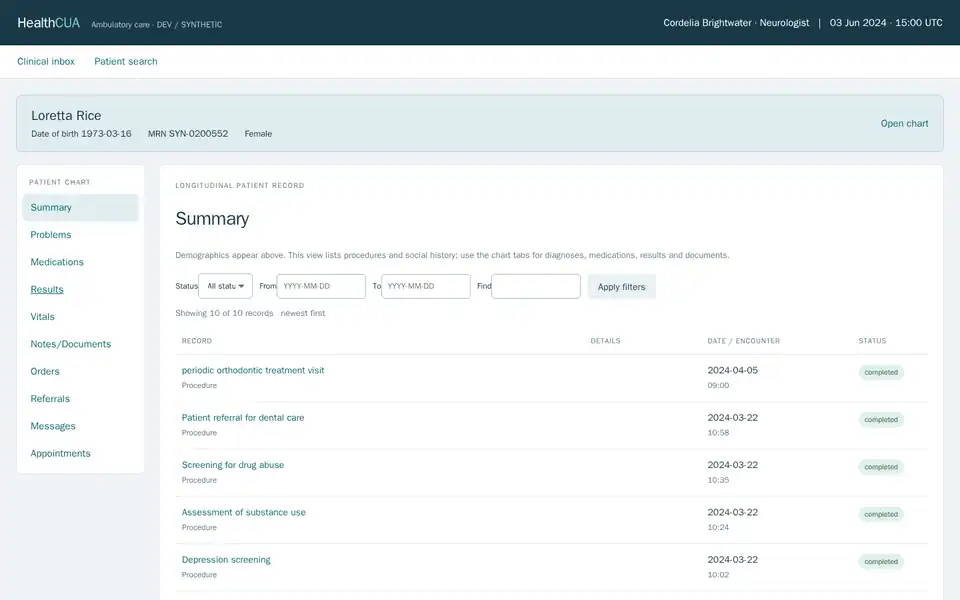 HealthCUA Ambulatory care · DEV / SYNTHETIC Cordelia Brightwater · Neurologist | 03 Jun 2024 · 15:00 UTC
Clinical inbox Patient search
Loretta Rice
Date of birth 1973-03-16 MRN SYN-0200552 Female
Open chart
PATIENT CHART
Summary
Problems
Medications
Results
Vitals
Notes/Documents
Orders
Referrals
Messages
Appointments
LONGITUDINAL PATIENT RECORD
Summary
Demographics appear above. This view lists procedures and social history; use the chart tabs for diagnoses, medications, results and documents.
Status All statu From YYYY-MM-DD To YYYY-MM-DD Find Apply filters
Showing 10 of 10 records newest first
RECORD DETAILS DATE / ENCOUNTER STATUS
periodic orthodontic treatment visit 2024-04-05 completed
Procedure 09:00
Patient referral for dental care 2024-03-22 completed
Procedure 10:58
Screening for drug abuse 2024-03-22 completed
Procedure 10:35
Assessment of substance use 2024-03-22 completed
Procedure 10:24
Depression screening 2024-03-22 completed
Procedure 10:02